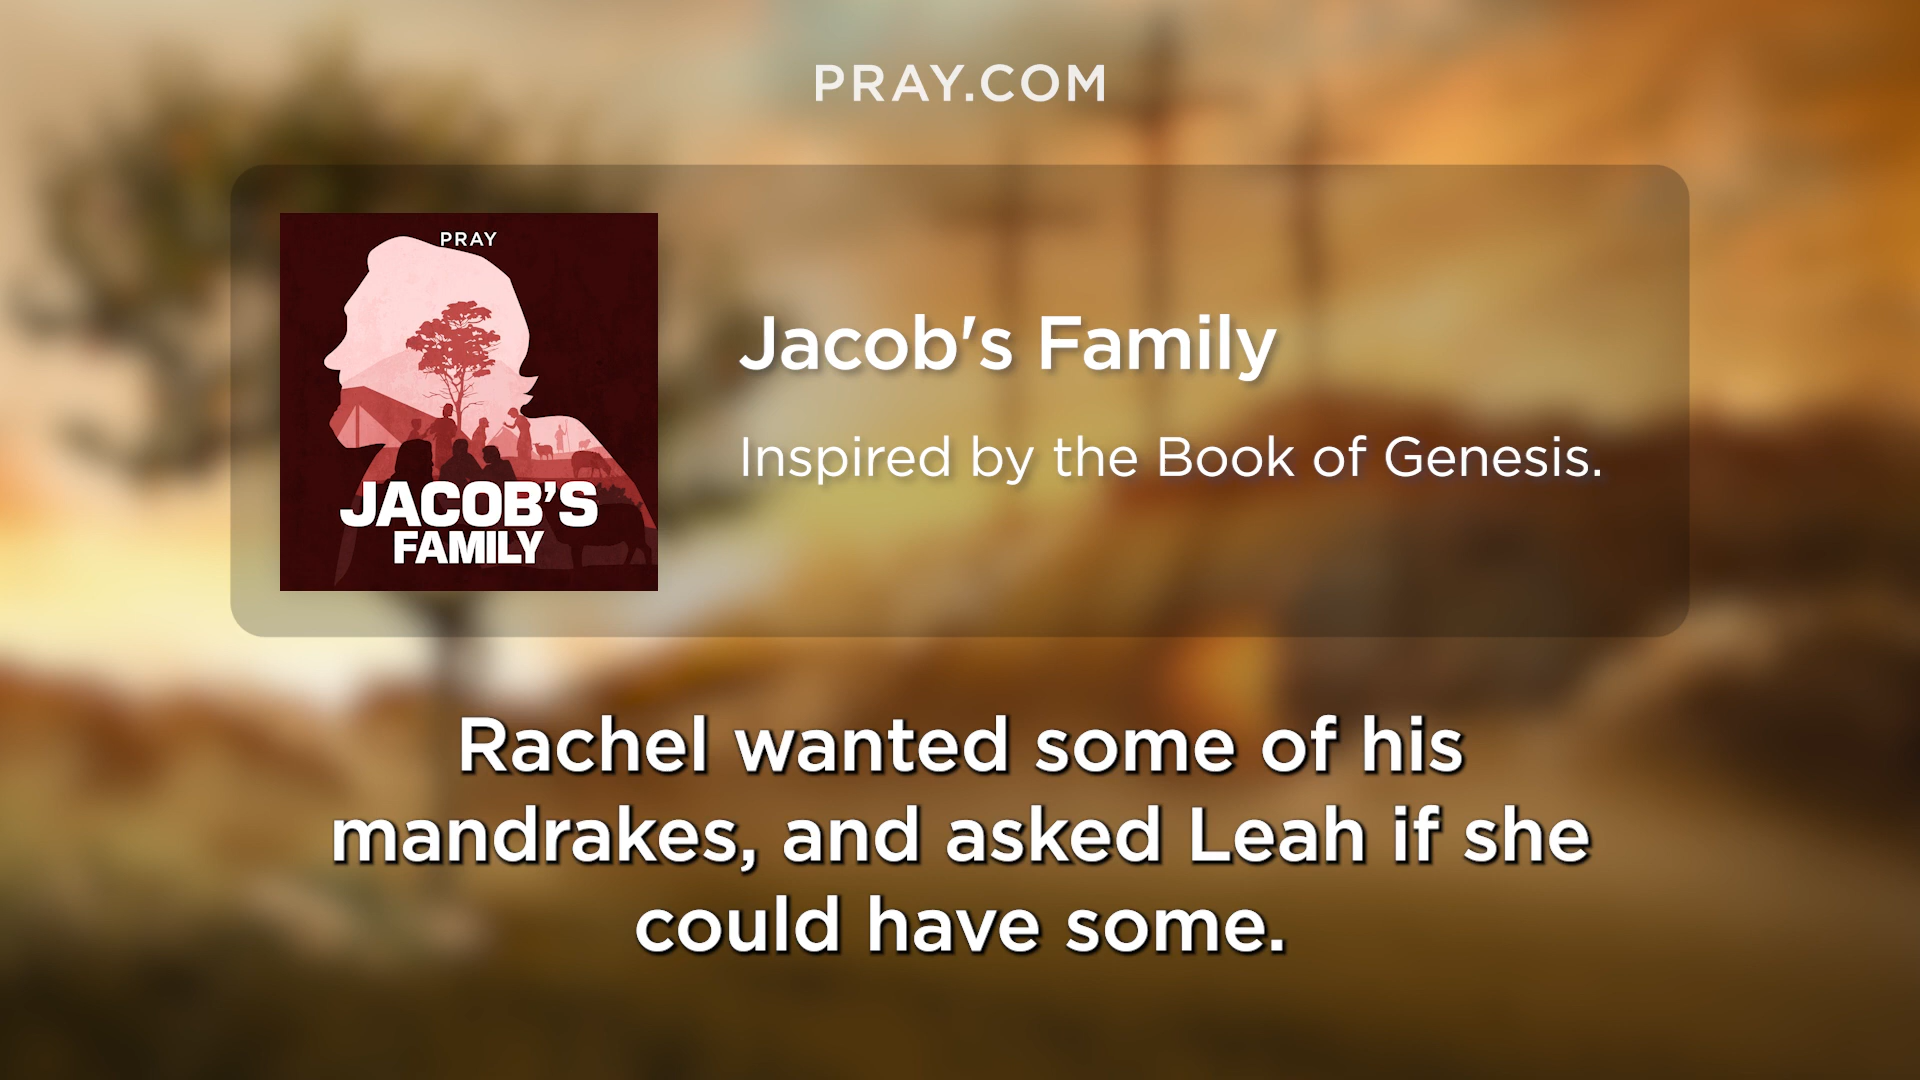 PRAY.COM
PRAY
JACOB'S
FAMILY
Jacob's Family
Inspired by the Book of Genesis.
Rachel wanted some of his
mandrakes, and asked Leah if she
could have some.